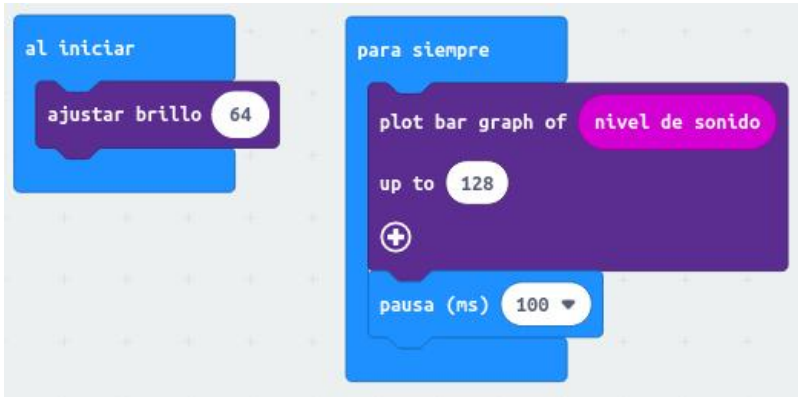 al iniciar
ajustar brillo 64
para siempre
plot bar graph of nivel de sonido
up to 128
pausa (ms) 100